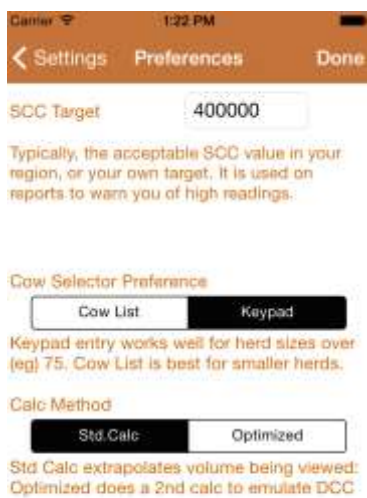 Carrier 1:22 PM
Settings Preferences Done
SCC Target 400000
Typically, the acceptable SCC value in your
region, or your own target. It is used on
reports to warn you of high readings.
Cow Selector Preference
Cow List Keypad
Keypad entry works well for herd sizes over
(eg) 75. Cow List is best for smaller herds.
Calc Method
Std.Calc Optimized
Std Calc extrapolates volume being viewed:
Optimized does a 2nd calc to emulate DCC